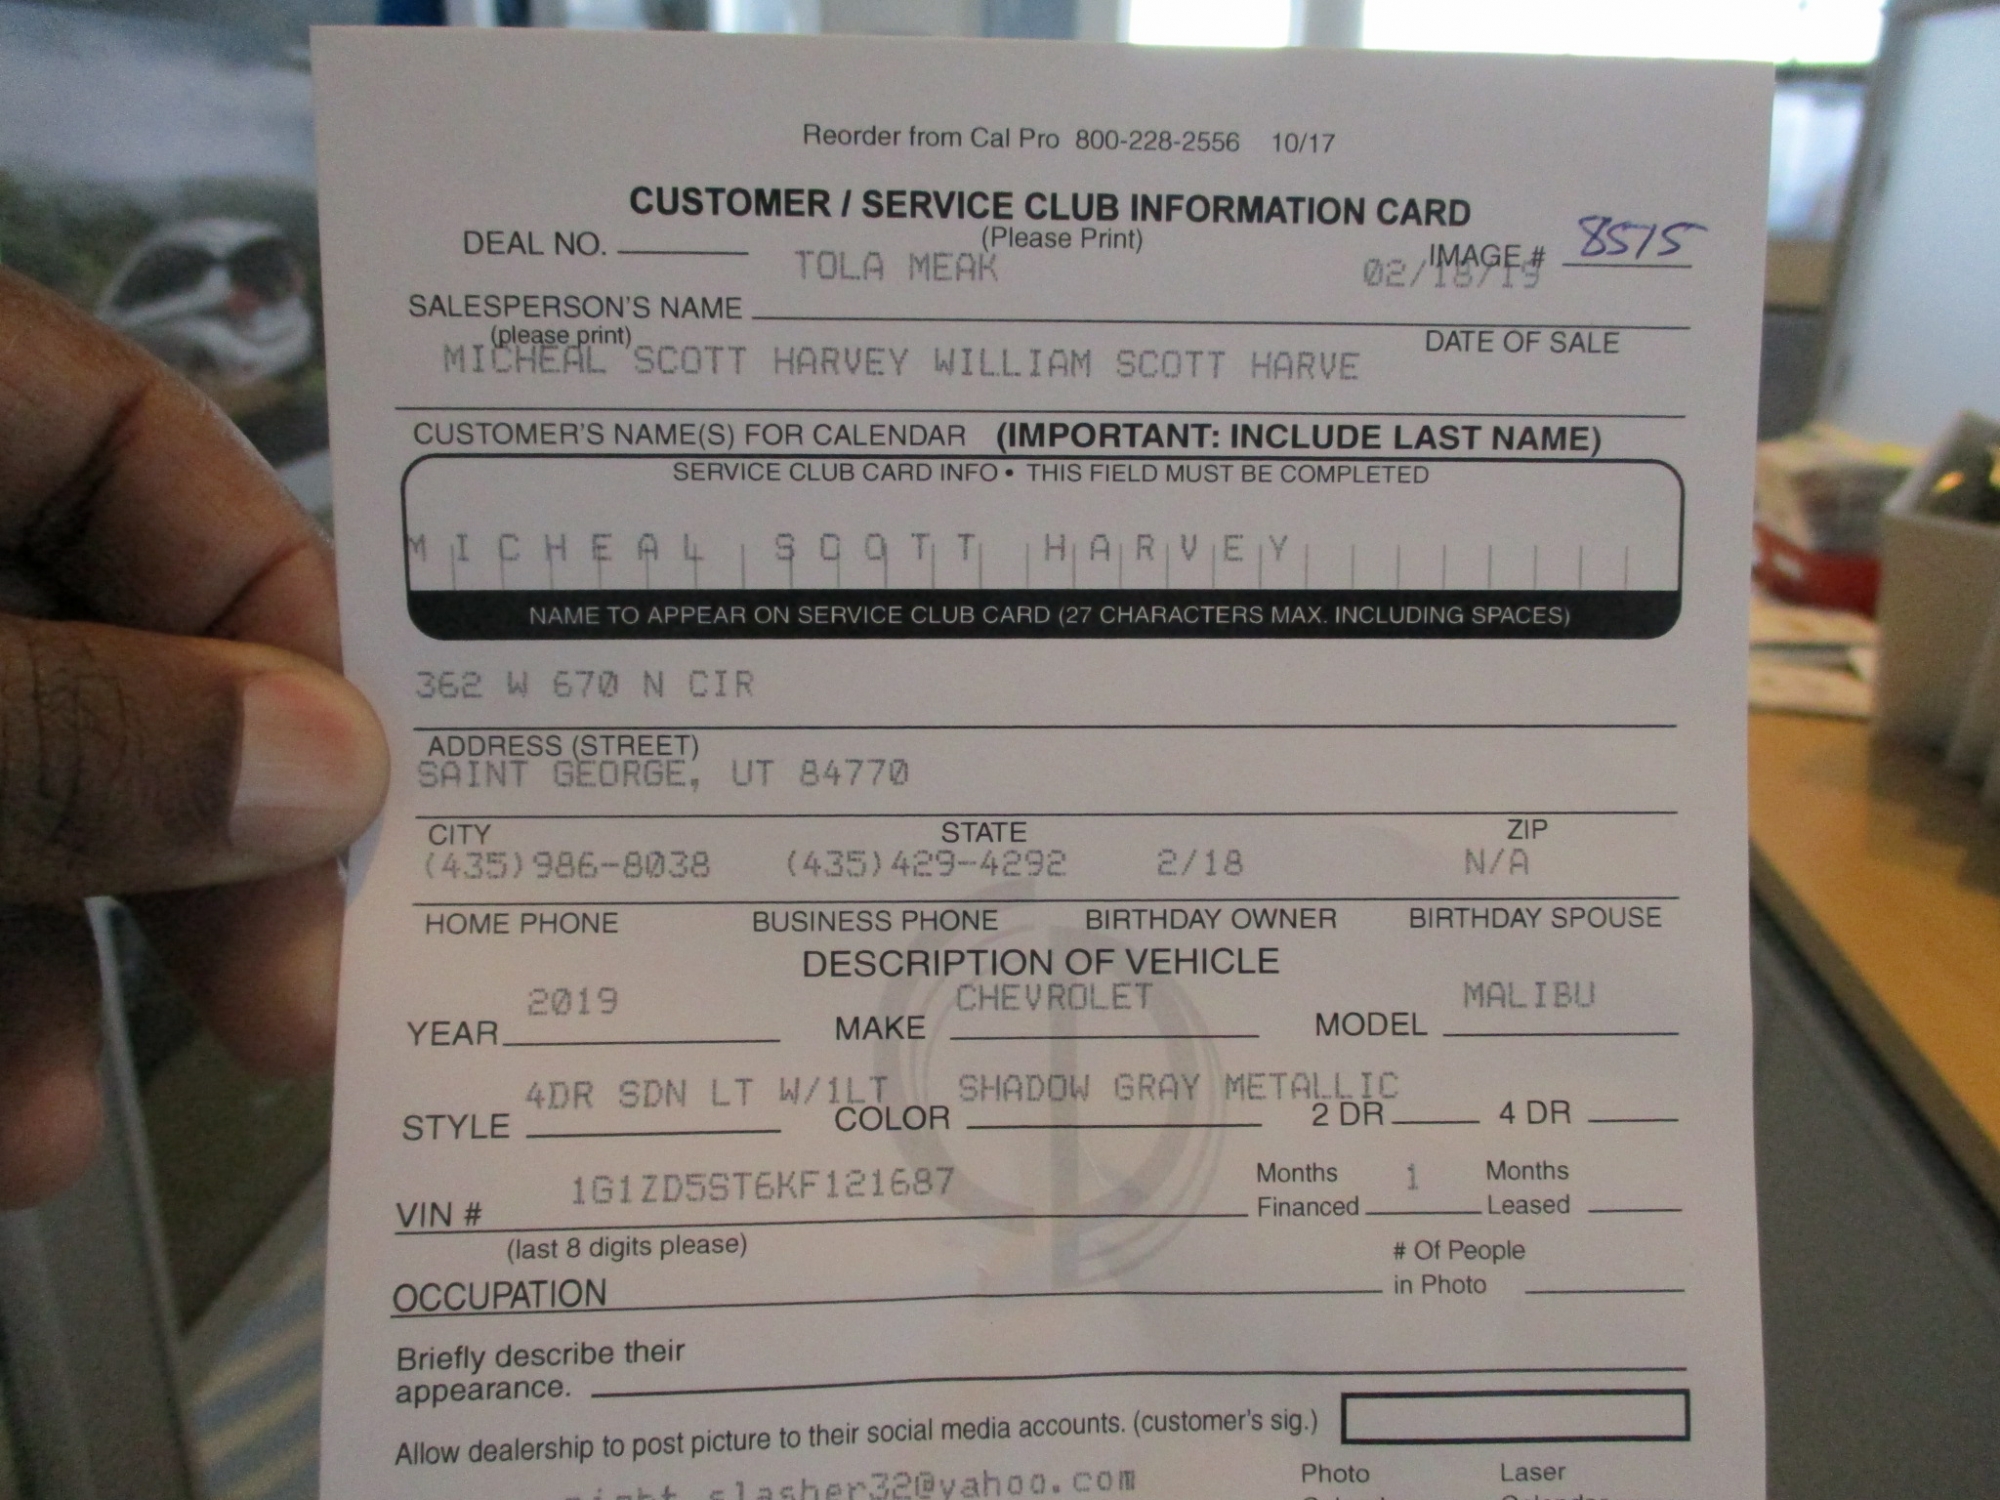 Reorder from Cal Pro 800-228-2556 10/17
CUSTOMER / SERVICE CLUB INFORMATION CARD
(Please Print)
DEAL NO.
IMAGE # 8515
TOLA MEAK 02/18/19
SALESPERSON'S NAME
(please print) DATE OF SALE
MICHEAL SCOTT HARVEY WILLIAM SCOTT HARVE
CUSTOMER'S NAME(S) FOR CALENDAR (IMPORTANT: INCLUDE LAST NAME)
SERVICE CLUB CARD INFO • THIS FIELD MUST BE COMPLETED
MICHEAL SCOTT HARVEY
NAME TO APPEAR ON SERVICE CLUB CARD (27 CHARACTERS MAX. INCLUDING SPACES)
362 W 670 N CIR
ADDRESS (STREET)
SAINT GEORGE, UT 84770
CITY STATE ZIP
(435)986-8038 (435)429-4292 2/18 N/A
HOME PHONE BUSINESS PHONE BIRTHDAY OWNER BIRTHDAY SPOUSE
DESCRIPTION OF VEHICLE
2019 CHEVROLET MALIBU
YEAR MAKE MODEL
4DR SDN LT W/1LT SHADOW GRAY METALLIC
STYLE COLOR 2 DR 4 DR
VIN # 1G1ZD5ST6KF121687
Months Financed 1 Months Leased
(last 8 digits please)
# Of People in Photo
OCCUPATION
Briefly describe their
appearance.
Allow dealership to post picture to their social media accounts. (customer's sig.)
slasher32@yahoo.com
Photo Laser